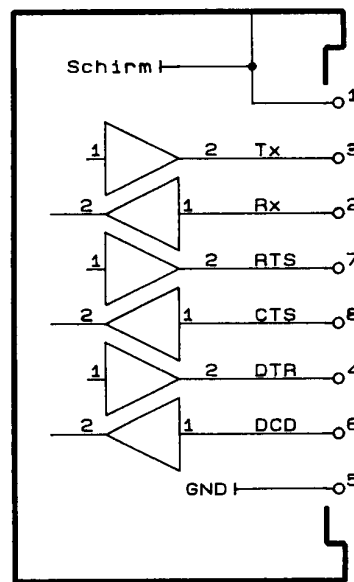 Schirm
1
1 2 Tx 3
2 1 Rx 2
1 2 RTS 7
2 1 CTS 8
1 2 DTR 4
2 1 DCD 6
GND 5